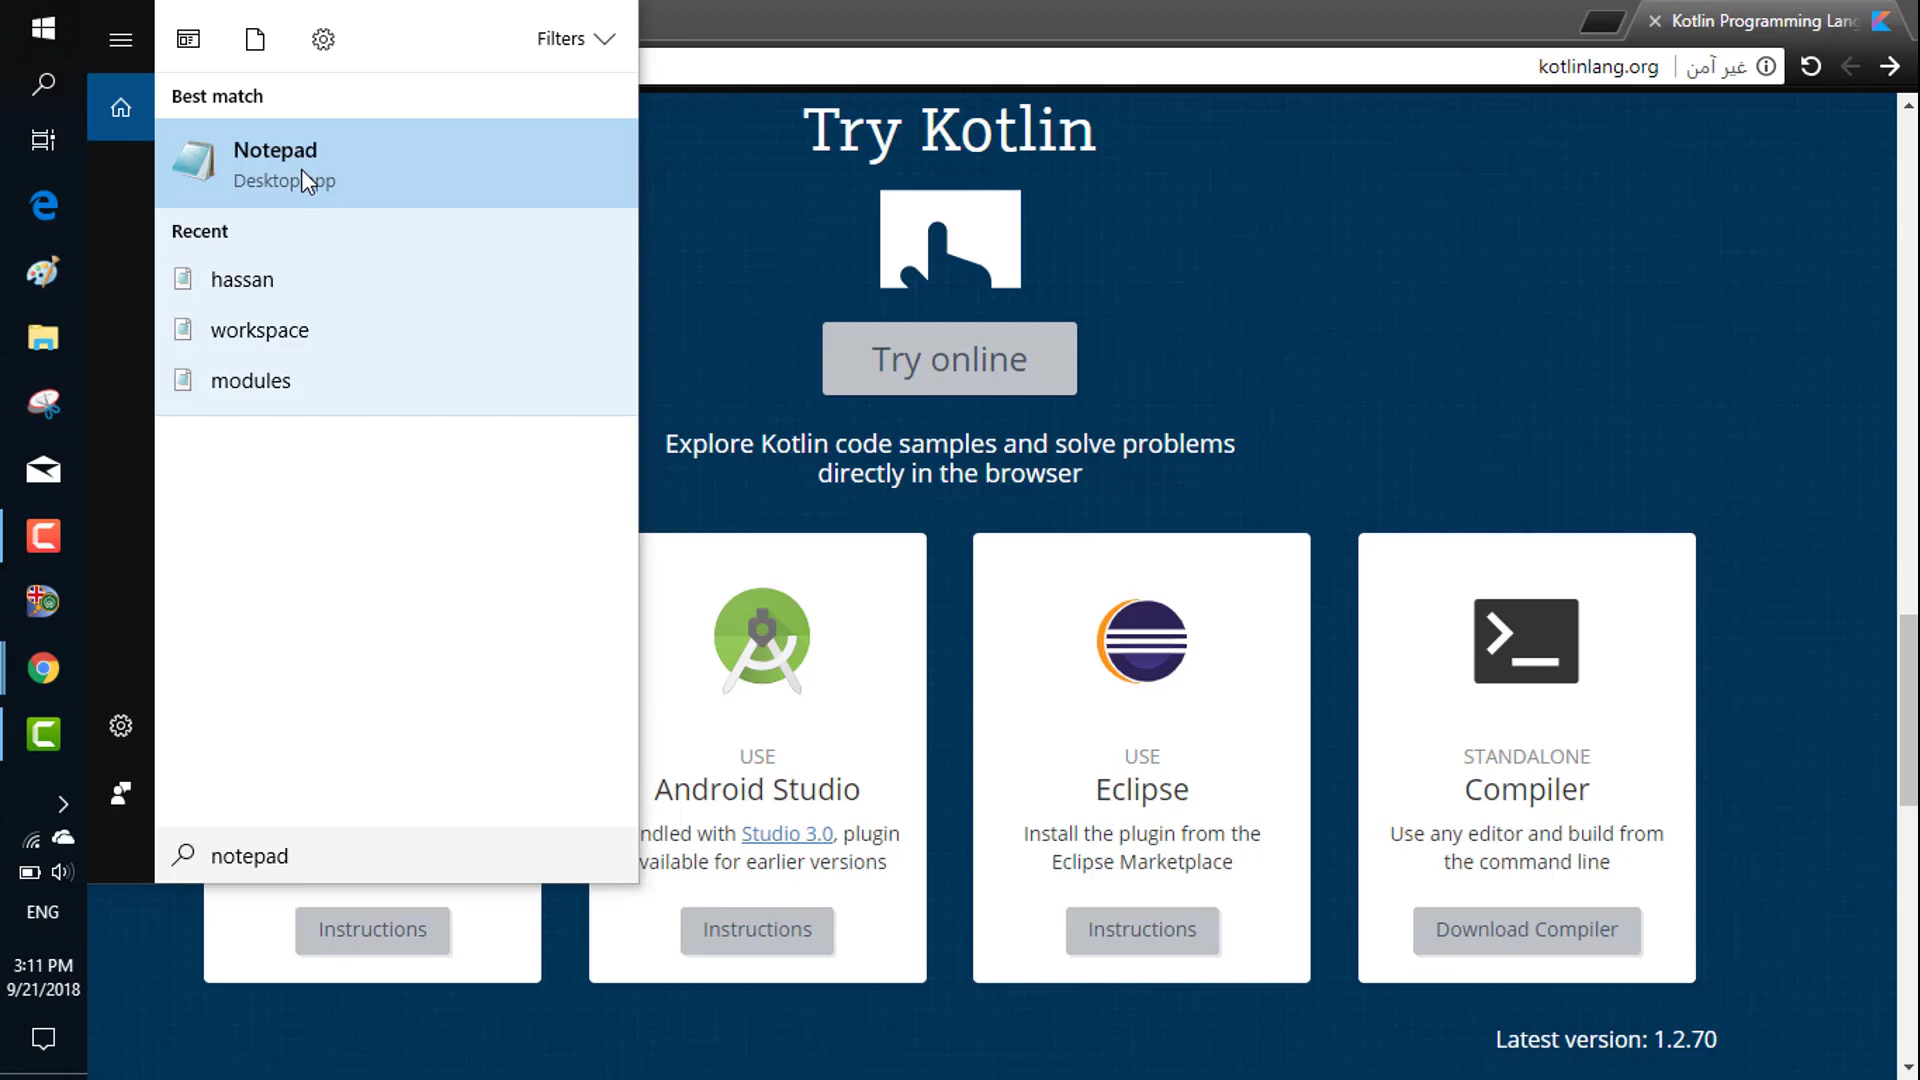 Filters
Best match
Notepad
Desktop app
Recent
hassan
workspace
modules
notepad
ENG
3:11 PM
9/21/2018
Kotlin Programming Lang
kotlinlang.org
غير آمن
Try Kotlin
Try online
Explore Kotlin code samples and solve problems
directly in the browser
Instructions
USE
Android Studio
ndled with Studio 3.0, plugin
vailable for earlier versions
Instructions
USE
Eclipse
Install the plugin from the
Eclipse Marketplace
Instructions
STANDALONE
Compiler
Use any editor and build from
the command line
Download Compiler
Latest version: 1.2.70